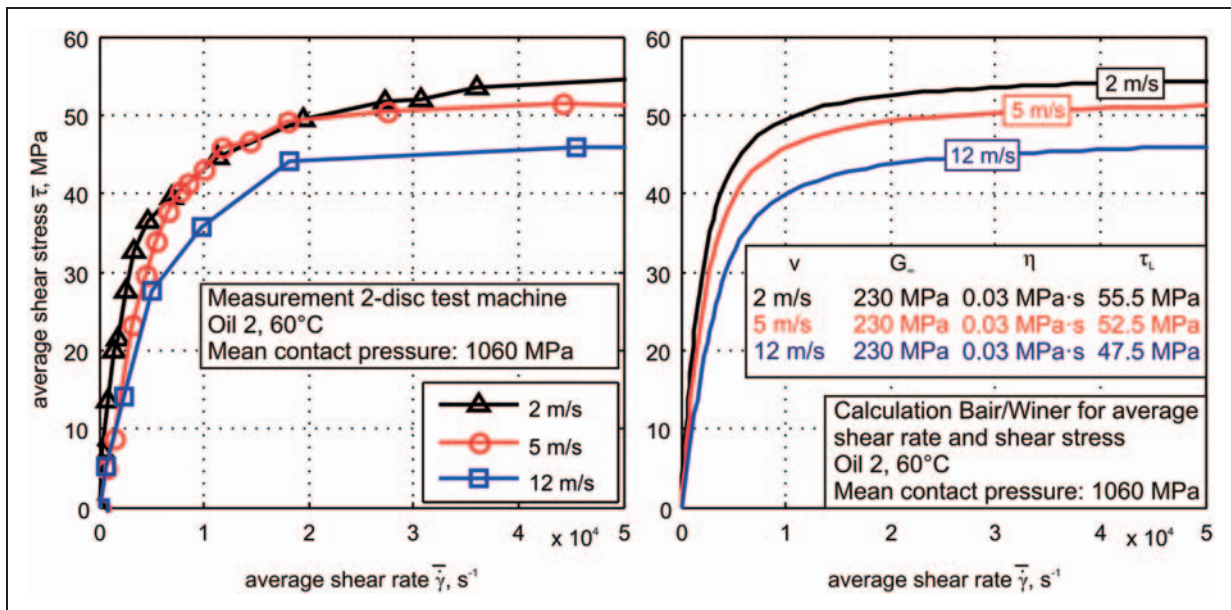 60
50
40
30
20
10
0
average shear stress τ̅, MPa
Measurement 2-disc test machine
Oil 2, 60°C
Mean contact pressure: 1060 MPa
2 m/s
5 m/s
12 m/s
0 1 2 3 4 5
x 10⁴
average shear rate γ̇̅, s⁻¹
60
50
40
30
20
10
0
2 m/s
5 m/s
12 m/s
v G∞ η τL
2 m/s 230 MPa 0.03 MPa·s 55.5 MPa
5 m/s 230 MPa 0.03 MPa·s 52.5 MPa
12 m/s 230 MPa 0.03 MPa·s 47.5 MPa
Calculation Bair/Winer for average
shear rate and shear stress
Oil 2, 60°C
Mean contact pressure: 1060 MPa
0 1 2 3 4 5
x 10⁴
average shear rate γ̇̅, s⁻¹